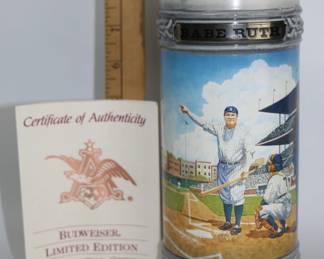 BABE RUTH
Certificate of Authenticity
BUDWEISER
LIMITED EDITION